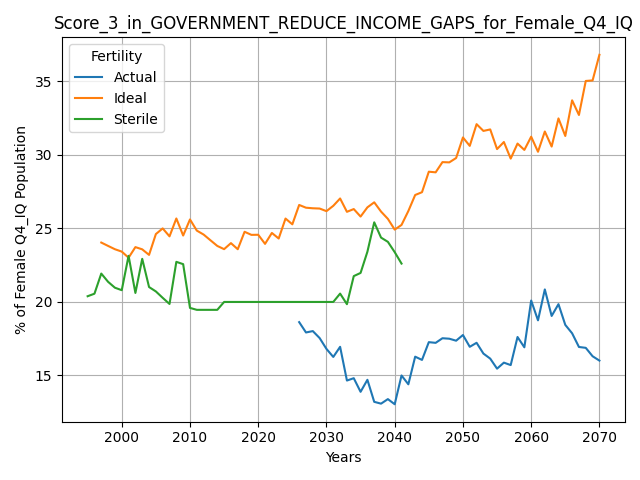 Score_3_in_GOVERNMENT_REDUCE_INCOME_GAPS_for_Female_Q4_IQ
Fertility
Actual
Ideal
Sterile
% of Female Q4_IQ Population
35
30
25
20
15
2000 2010 2020 2030 2040 2050 2060 2070
Years